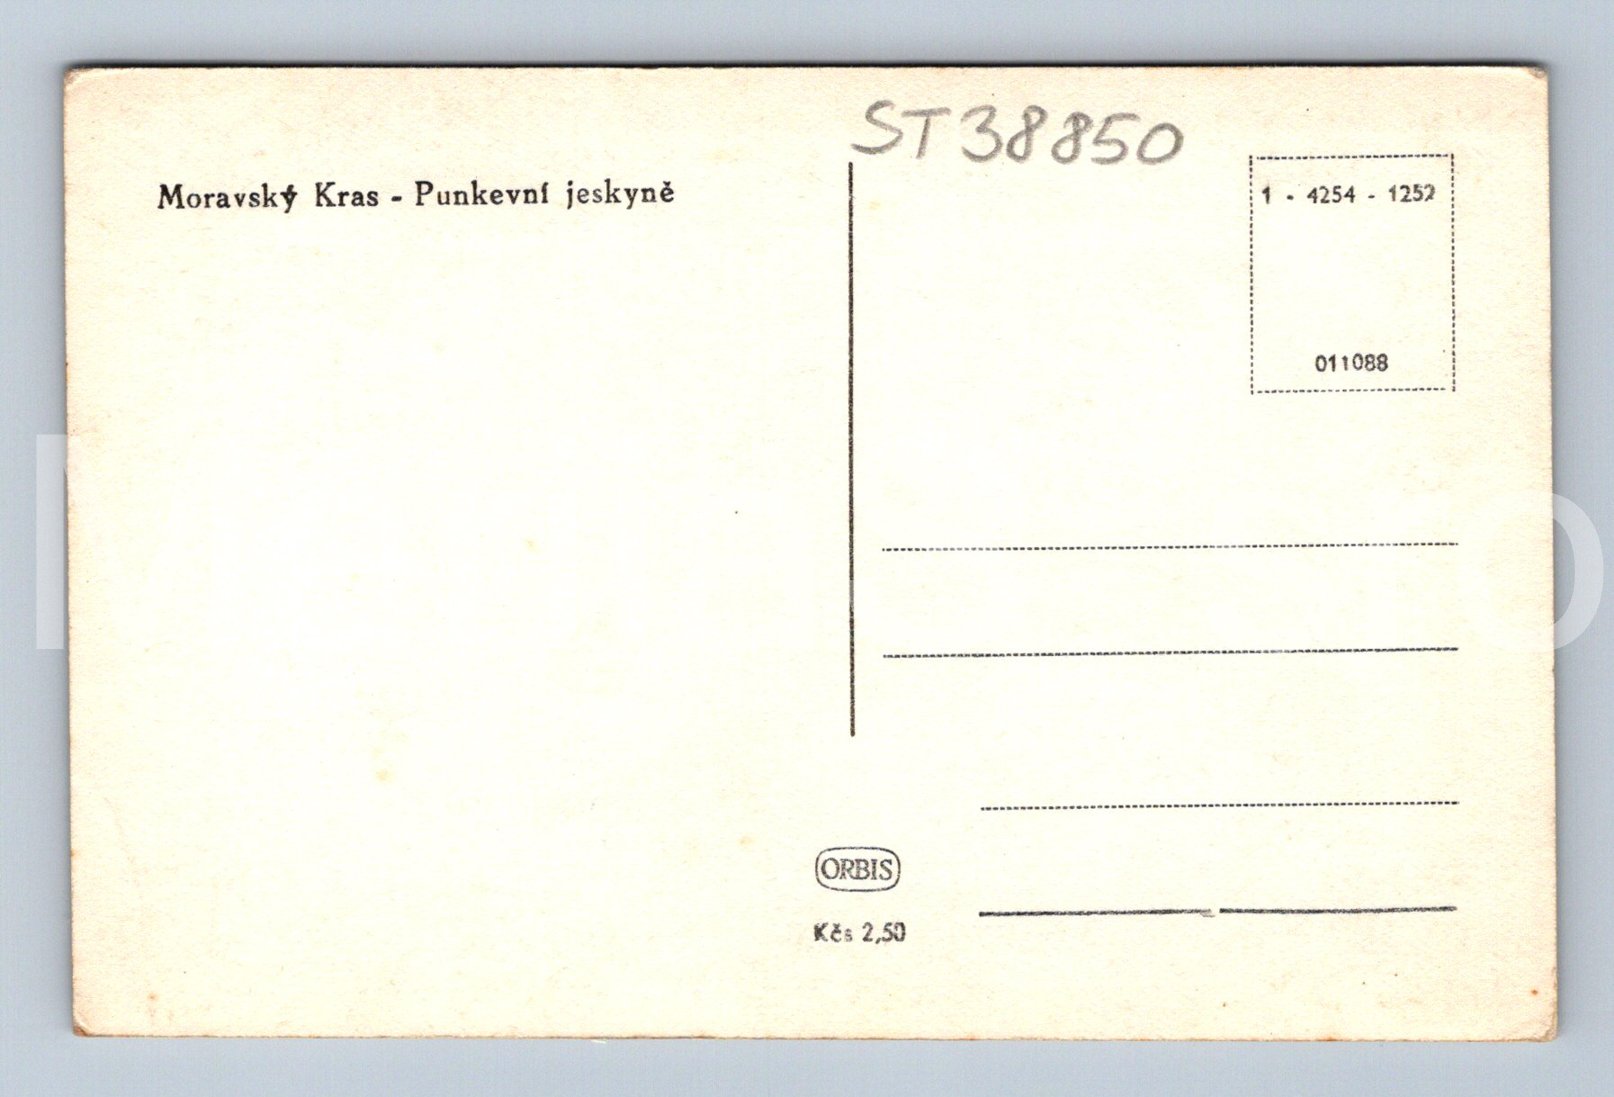 ST38850
Moravský Kras - Punkevní jeskyně
1 - 4254 - 1252
011088
ORBIS
Kčs 2,50